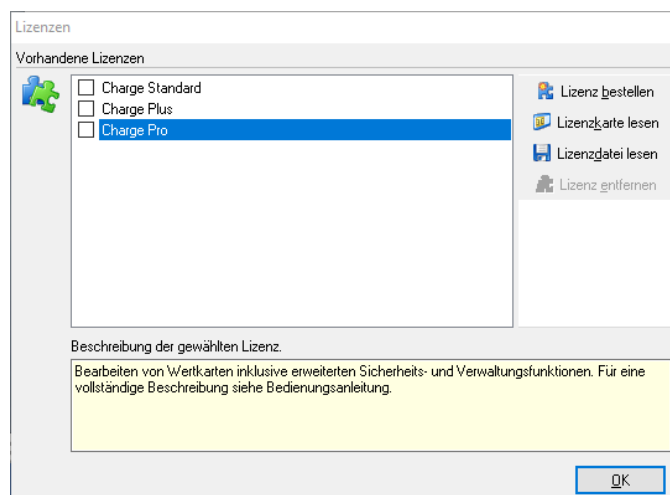 Lizenzen
Vorhandene Lizenzen
Charge Standard
Charge Plus
Charge Pro
Lizenz bestellen
Lizenzkarte lesen
Lizenzdatei lesen
Lizenz entfernen
Beschreibung der gewählten Lizenz.
Bearbeiten von Wertkarten inklusive erweiterten Sicherheits- und Verwaltungsfunktionen. Für eine
vollständige Beschreibung siehe Bedienungsanleitung.
OK